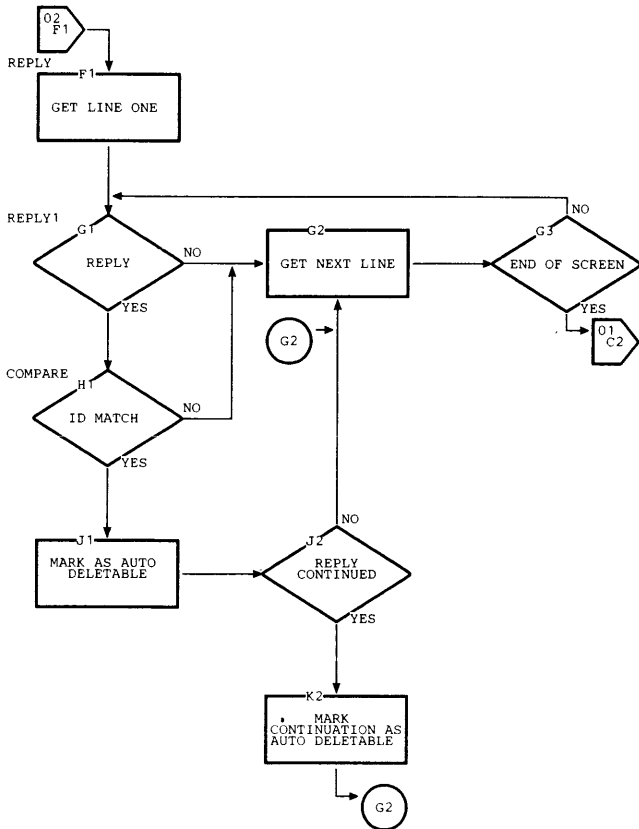 02
F1
REPLY
F1
GET LINE ONE
REPLY1
G1
REPLY
NO
YES
G2
GET NEXT LINE
G3
NO
END OF SCREEN
YES
01
C2
G2
COMPARE
H1
ID MATCH
NO
YES
J1
MARK AS AUTO
DELETABLE
NO
J2
REPLY
CONTINUED
YES
K2
MARK
CONTINUATION AS
AUTO DELETABLE
G2